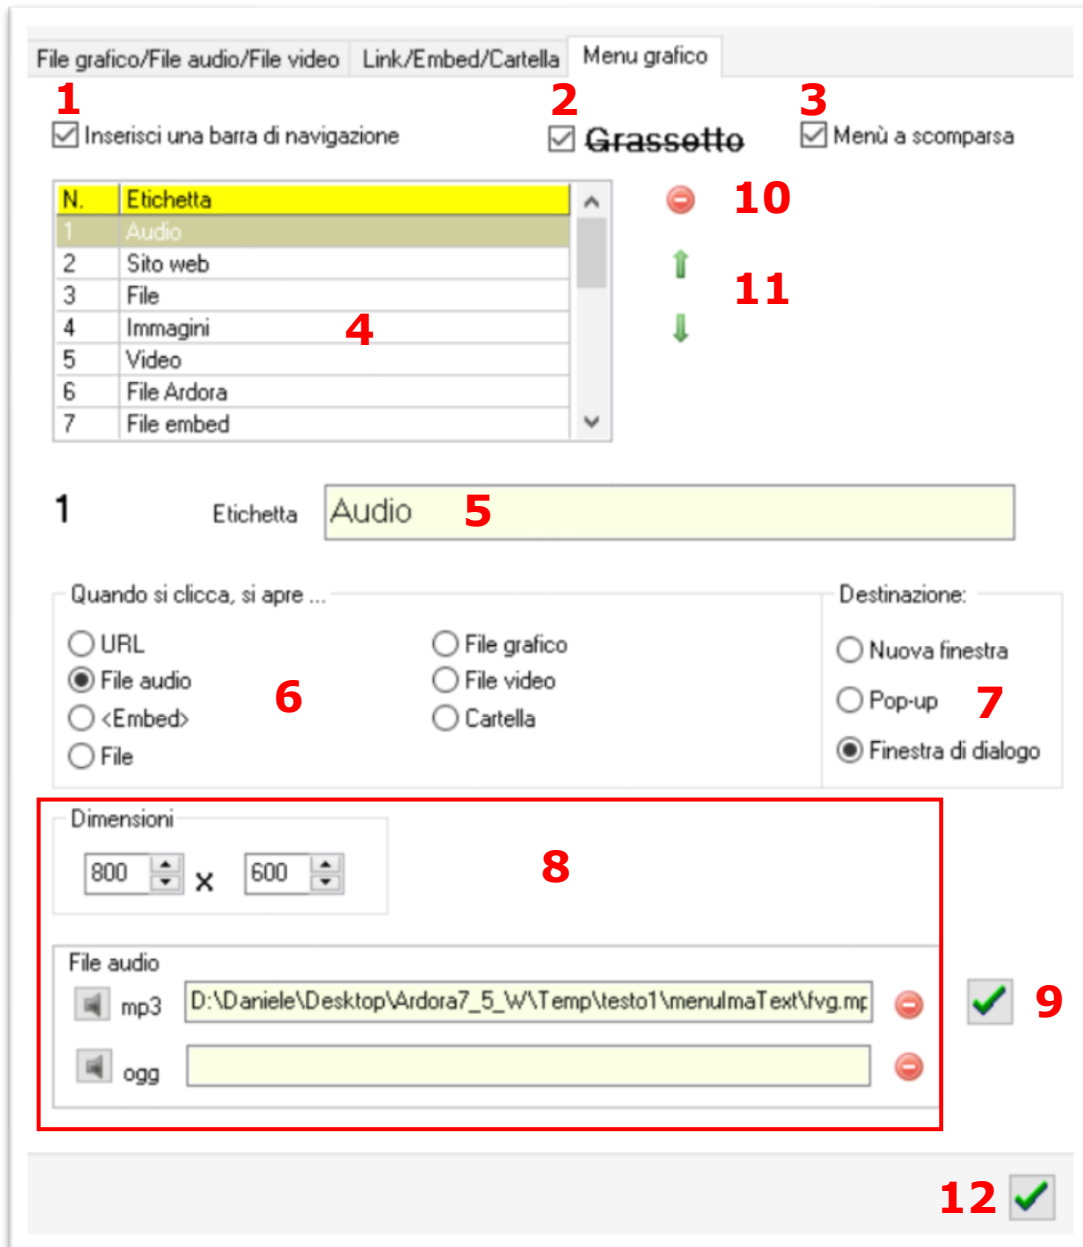 File grafico/File audio/File video Link/Embed/Cartella Menu grafico
1 2 3
Inserisci una barra di navigazione Grassetto Menù a scomparsa
N. Etichetta 10
1 Audio
2 Sito web
3 File 11
4 Immagini 4
5 Video
6 File Ardora
7 File embed
1 Etichetta Audio 5
Quando si clicca, si apre ... Destinazione:
URL File grafico Nuova finestra
File audio File video
6 7
<Embed> Cartella Pop-up
File Finestra di dialogo
Dimensioni
800 x 600 8
File audio
mp3 D:\Daniele\Desktop\Ardora7_5_W\Temp\testo1\menuImaText\fvg.mp 9
ogg
12